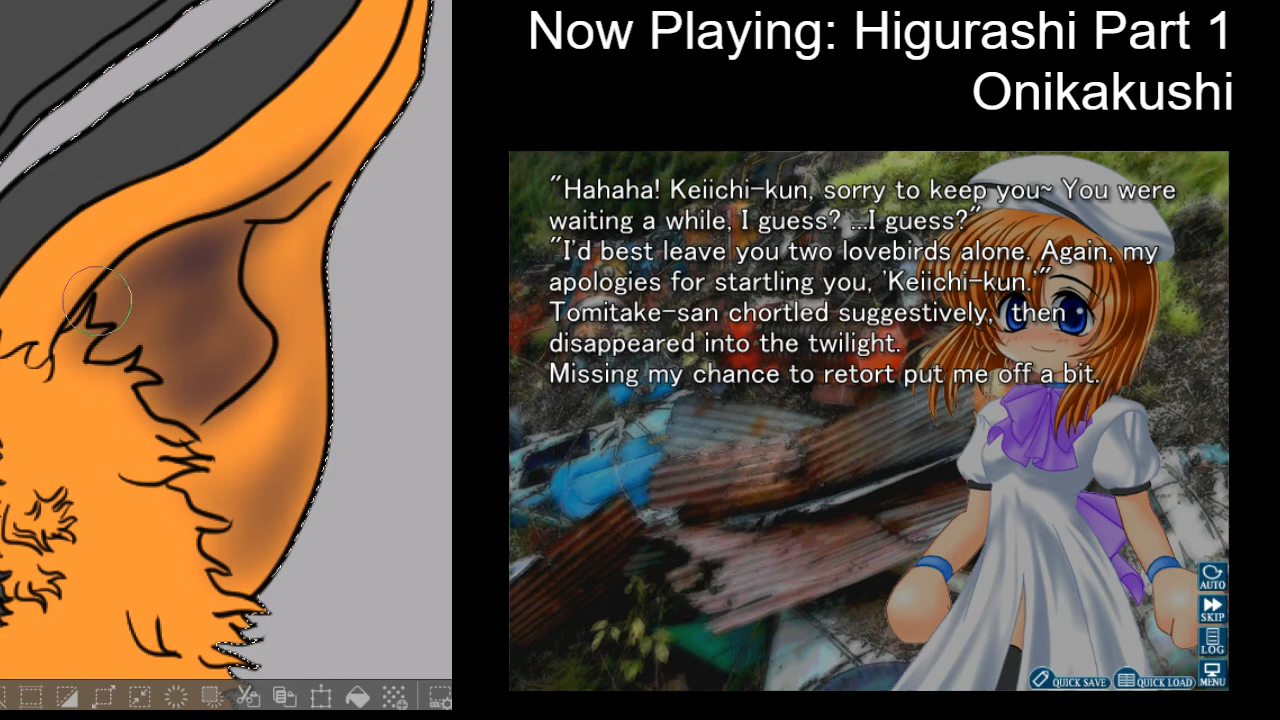 Now Playing: Higurashi Part 1
Onikakushi
"Hahaha! Keiichi-kun, sorry to keep you~ You were
waiting a while, I guess? ...I guess?"
"I'd best leave you two lovebirds alone. Again, my
apologies for startling you, 'Keiichi-kun.'"
Tomitake-san chortled suggestively, then
disappeared into the twilight.
Missing my chance to retort put me off a bit.
AUTO
SKIP
LOG
MENU
QUICK SAVE
QUICK LOAD